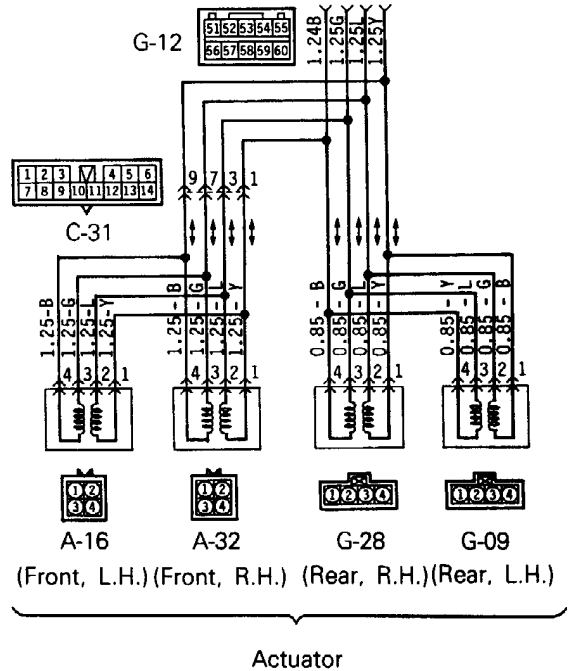 G-12
51 52 53 54 55
56 57 58 59 60
1.24B
1.25G
1.25L
1.25Y
1 2 3 4 5 6
7 8 9 10 11 12 13 14
C-31
9 7 3 1
1.25-B
1.25-G
1.25-L
1.25-Y
1.25-B
1.25-G
1.25-L
1.25-Y
0.85-B
0.85-G
0.85-L
0.85-Y
0.85-Y
0.85-L
0.85-G
0.85-B
4 3 2 1
4 3 2 1
4 3 2 1
4 3 2 1
1 2
3 4
1 2
3 4
1 2 3 4
1 2 3 4
A-16
A-32
G-28
G-09
(Front, L.H.)
(Front, R.H.)
(Rear, R.H.)
(Rear, L.H.)
Actuator